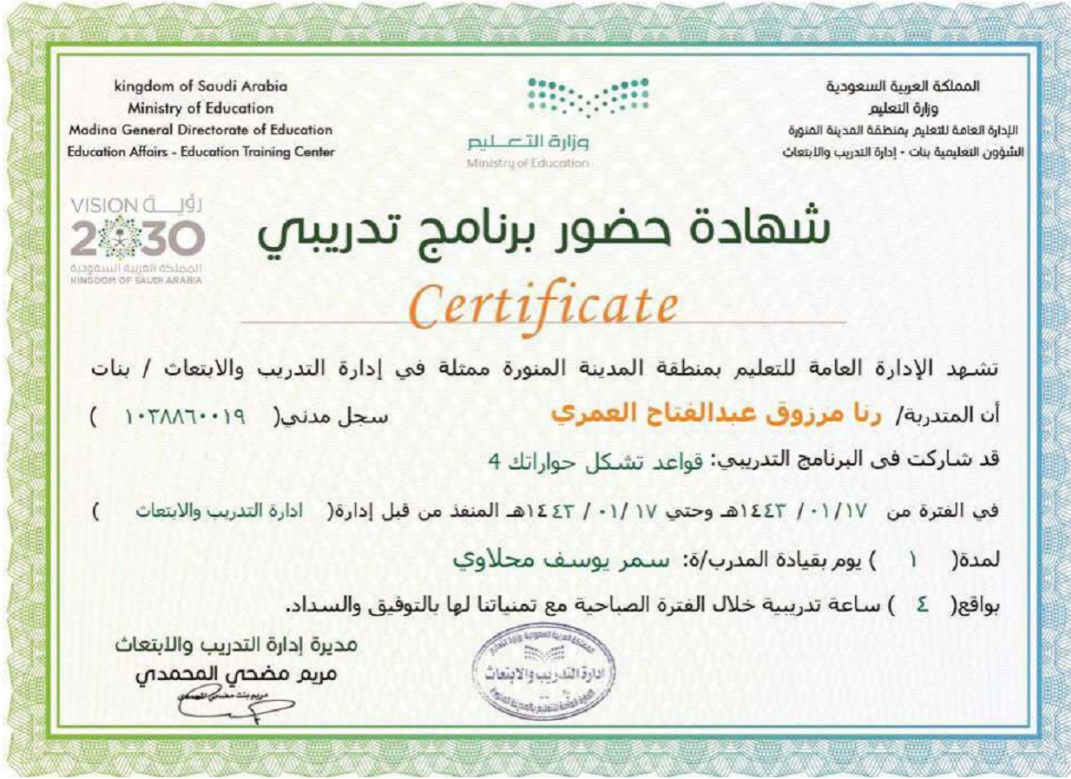 kingdom of Saudi Arabia
Ministry of Education
Madina General Directorate of Education
Education Affairs - Education Training Center
وزارة التعـــليم
Ministry of Education
المملكة العربية السعودية
وزارة التعليم
الإدارة العامة للتعليم بمنطقة المدينة المنورة
الشؤون التعليمية بنات - إدارة التدريب والابتعاث
VISION رؤيــة
2030
المملكة العربية السعودية
KINGDOM OF SAUDI ARABIA
شهادة حضور برنامج تدريبي
Certificate
تشهد الإدارة العامة للتعليم بمنطقة المدينة المنورة ممثلة في إدارة التدريب والابتعاث / بنات
أن المتدربة/ رنا مرزوق عبدالفتاح العمري سجل مدني( ١٠٣٨٨٦٠٠١٩ )
قد شاركت في البرنامج التدريبي: قواعد تشكل حواراتك 4
في الفترة من ٠١/١٧ / ١٤٤٣هـ وحتي ١٧ /٠١ / ١٤٤٣هـ المنفذ من قبل إدارة( ادارة التدريب والابتعاث )
لمدة( ١ ) يوم بقيادة المدرب/ة: سمر يوسف محلاوي
بواقع( ٤ ) ساعة تدريبية خلال الفترة الصباحية مع تمنياتنا لها بالتوفيق والسداد.
مديرة إدارة التدريب والابتعاث
مريم مضحي المحمدي
ادارة التدريب والابتعاث